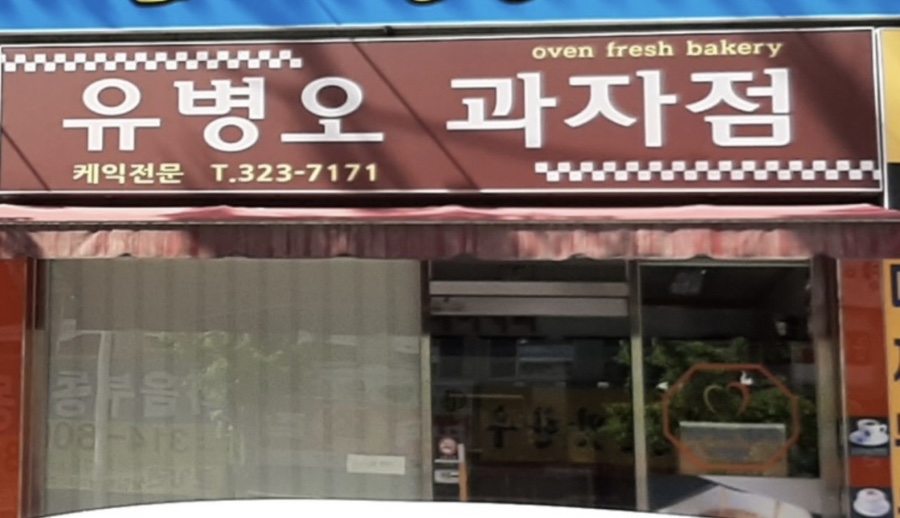 oven fresh bakery
유병오 과자점
케익전문 T.323-7171